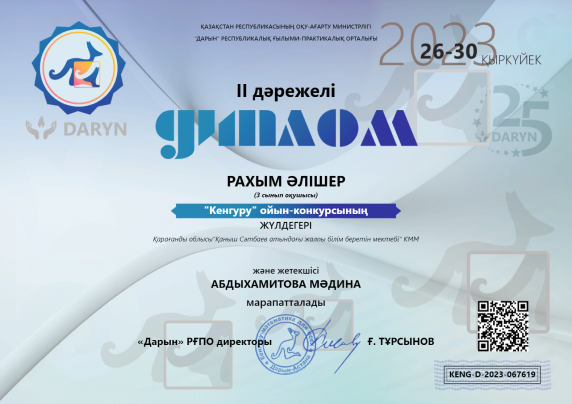 ҚАЗАҚСТАН РЕСПУБЛИКАСЫНЫҢ ОҚУ-АҒАРТУ МИНИСТРЛІГІ
"ДАРЫН" РЕСПУБЛИКАЛЫҚ ҒЫЛЫМИ-ПРАКТИКАЛЫҚ ОРТАЛЫҒЫ
2023
26-30
ҚЫРКҮЙЕК
DARYN
25
DARYN
II дәрежелі
ДИПЛОМ
РАХЫМ ӘЛІШЕР
(3 сынып оқушысы)
"Кенгуру" ойын-конкурсының
ЖҮЛДЕГЕРІ
Қарағанды облысы"Қаныш Сатбаев атындағы жалпы білім беретін мектебі" КММ
және жетекшісі
АБДЫХАМИТОВА МӘДИНА
марапатталады
«Дарын» РҒПО директоры
Ғ. ТҰРСЫНОВ
KENG-D-2023-067619